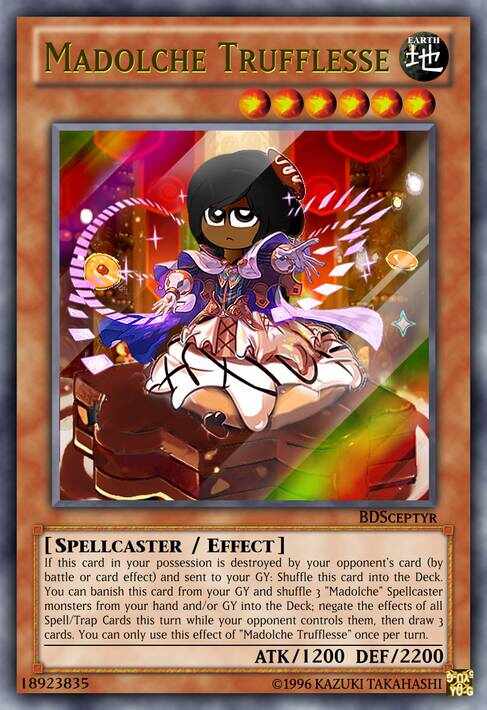 MADOLCHE TRUFFLESSE
EARTH
地
BDSCEPTYR
[ SPELLCASTER / EFFECT ]
If this card in your possession is destroyed by your opponent's card (by
battle or card effect) and sent to your GY: Shuffle this card into the Deck.
You can banish this card from your GY and shuffle 3 "Madolche" Spellcaster
monsters from your hand and/or GY into the Deck; negate the effects of all
Spell/Trap Cards this turn while your opponent controls them, then draw 3
cards. You can only use this effect of "Madolche Trufflesse" once per turn.
ATK/1200 DEF/2200
18923835
©1996 KAZUKI TAKAHASHI